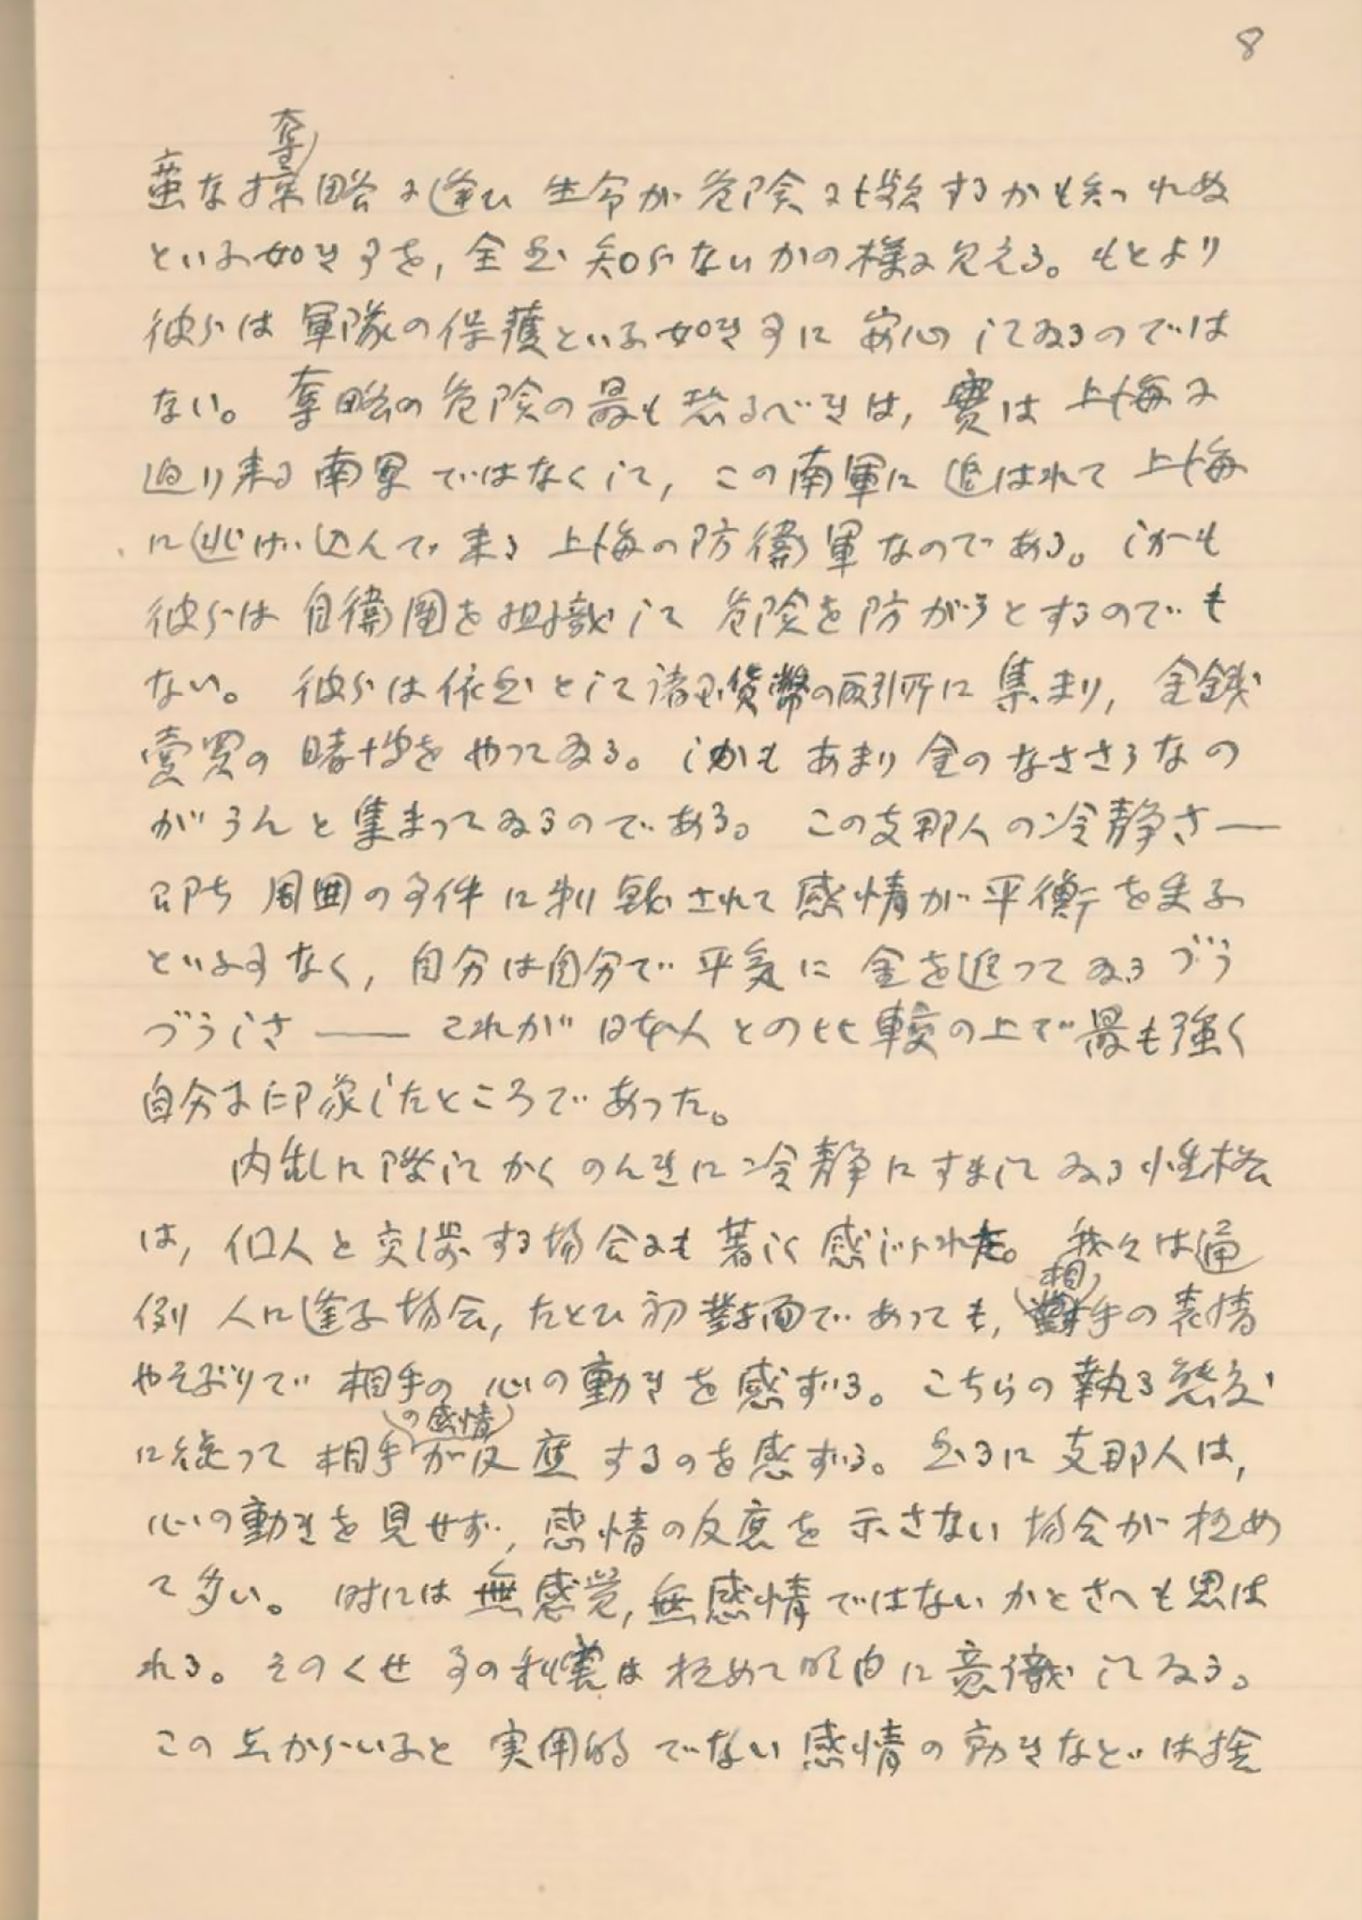 8
奪
蛮な掠略に逢ひ 生命が危險に瀕するかも知れぬ
といふ如き事を, 全然知らないかの様に見える。もとより
彼らは軍隊の保護といふ如き事に安心してゐるのでは
ない。 奪略の危険の最も恐るべきは, 實は上海に
迫り来る南軍ではなくして, この南軍に追はれて上海
に逃げ込んで来る上海の防衛軍なのである。しかも
彼らは自衛團を組織して危険を防がうとするのでも
ない。 彼らは依然として諸国貨幣の取引所に集まり, 金銭
賣買の賭博をやつてゐる。しかもあまり金のなささうなの
がうんと集まつてゐるのである。 この支那人の冷静さ——
即ち周囲の事件に刺戟されて感情が平衡を失ふ
といふ事なく, 自分は自分で平気に金を追つてゐるづう
づうしさ—— これが日本人との比較の上で最も強く
自分に印象したところであつた。
内乱に際してかくのんきに冷静にすましてゐる性格
は, 個人と交渉する場合にも著しく感じられた。 我々は通
相
例人に逢ふ場合, たとひ初對面であつても, 手の表情
やそぶりで相手の心の動きを感ずる。こちらの執る態度
の感情
に従つて相手が反應するのを感ずる。然るに支那人は,
心の動きを見せず, 感情の反應を示さない場合が極め
て多い。 時には無感覚, 無感情ではないかとさへも思は
れる。そのくせ事の利害は極めて明白に意識してゐる。
この点からいふと実用的でない感情の動きなどは捨